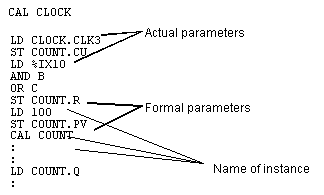 CAL CLOCK
LD CLOCK.CLK3
Actual parameters
ST COUNT.CU
LD %IX10
AND B
OR C
ST COUNT.R
LD 100
Formal parameters
ST COUNT.PV
CAL COUNT
:
:
Name of instance
LD COUNT.Q
: